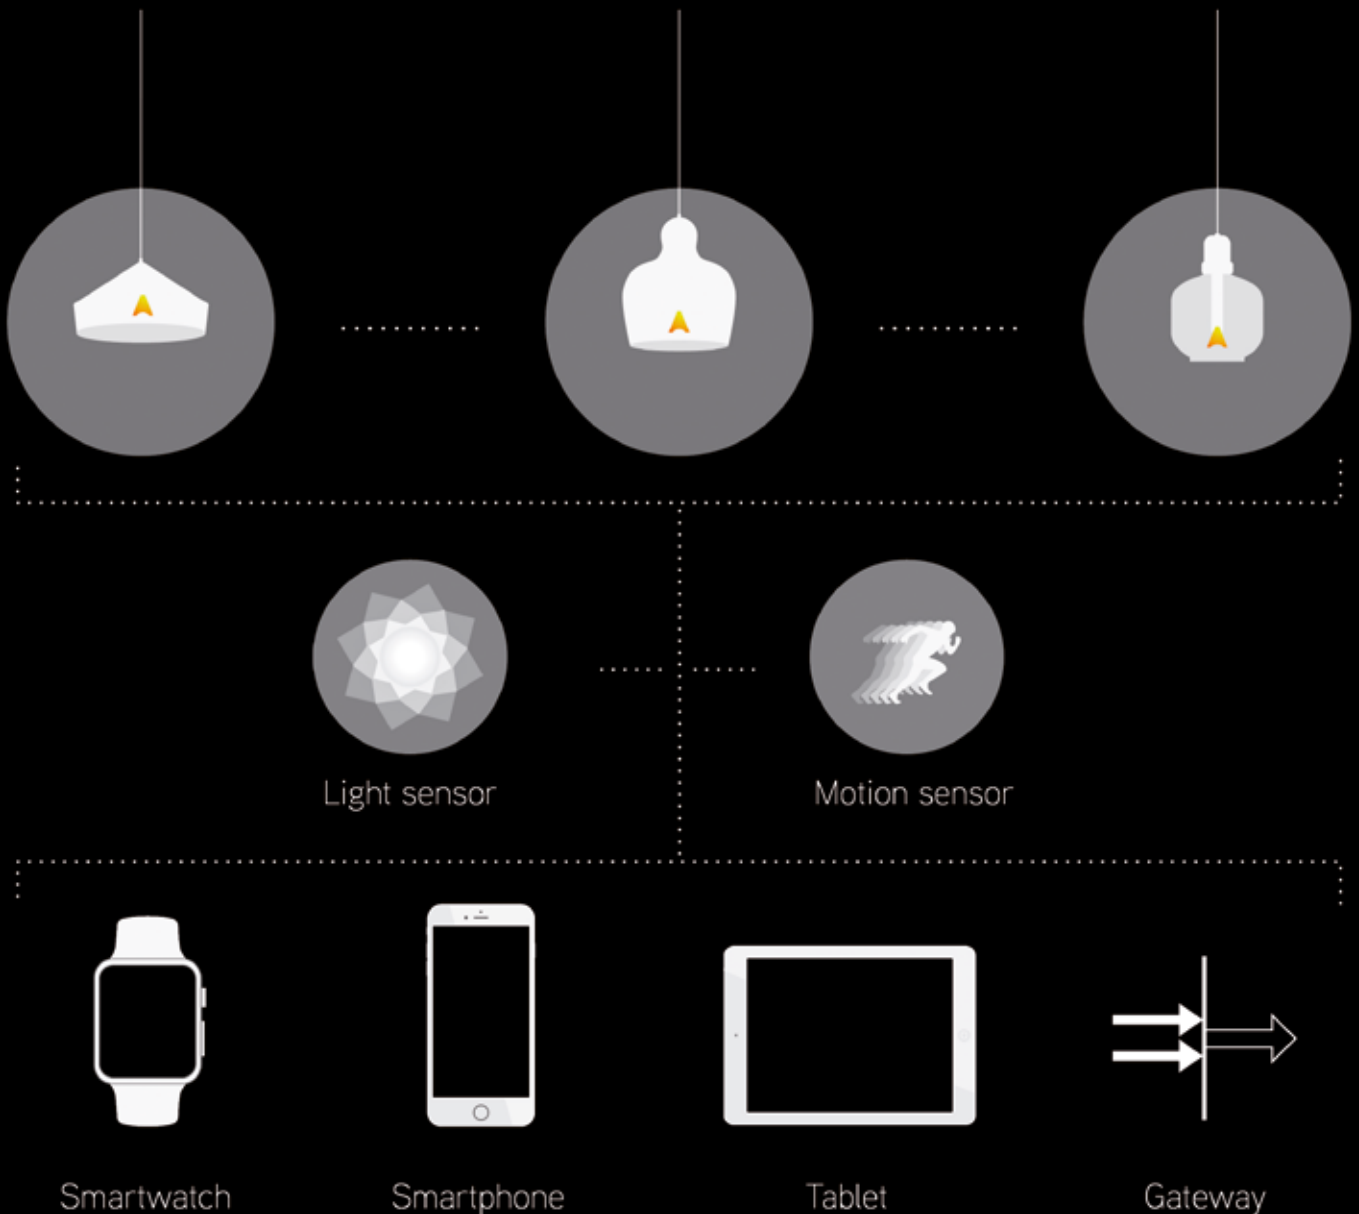 Light sensor
Motion sensor
Smartwatch
Smartphone
Tablet
Gateway